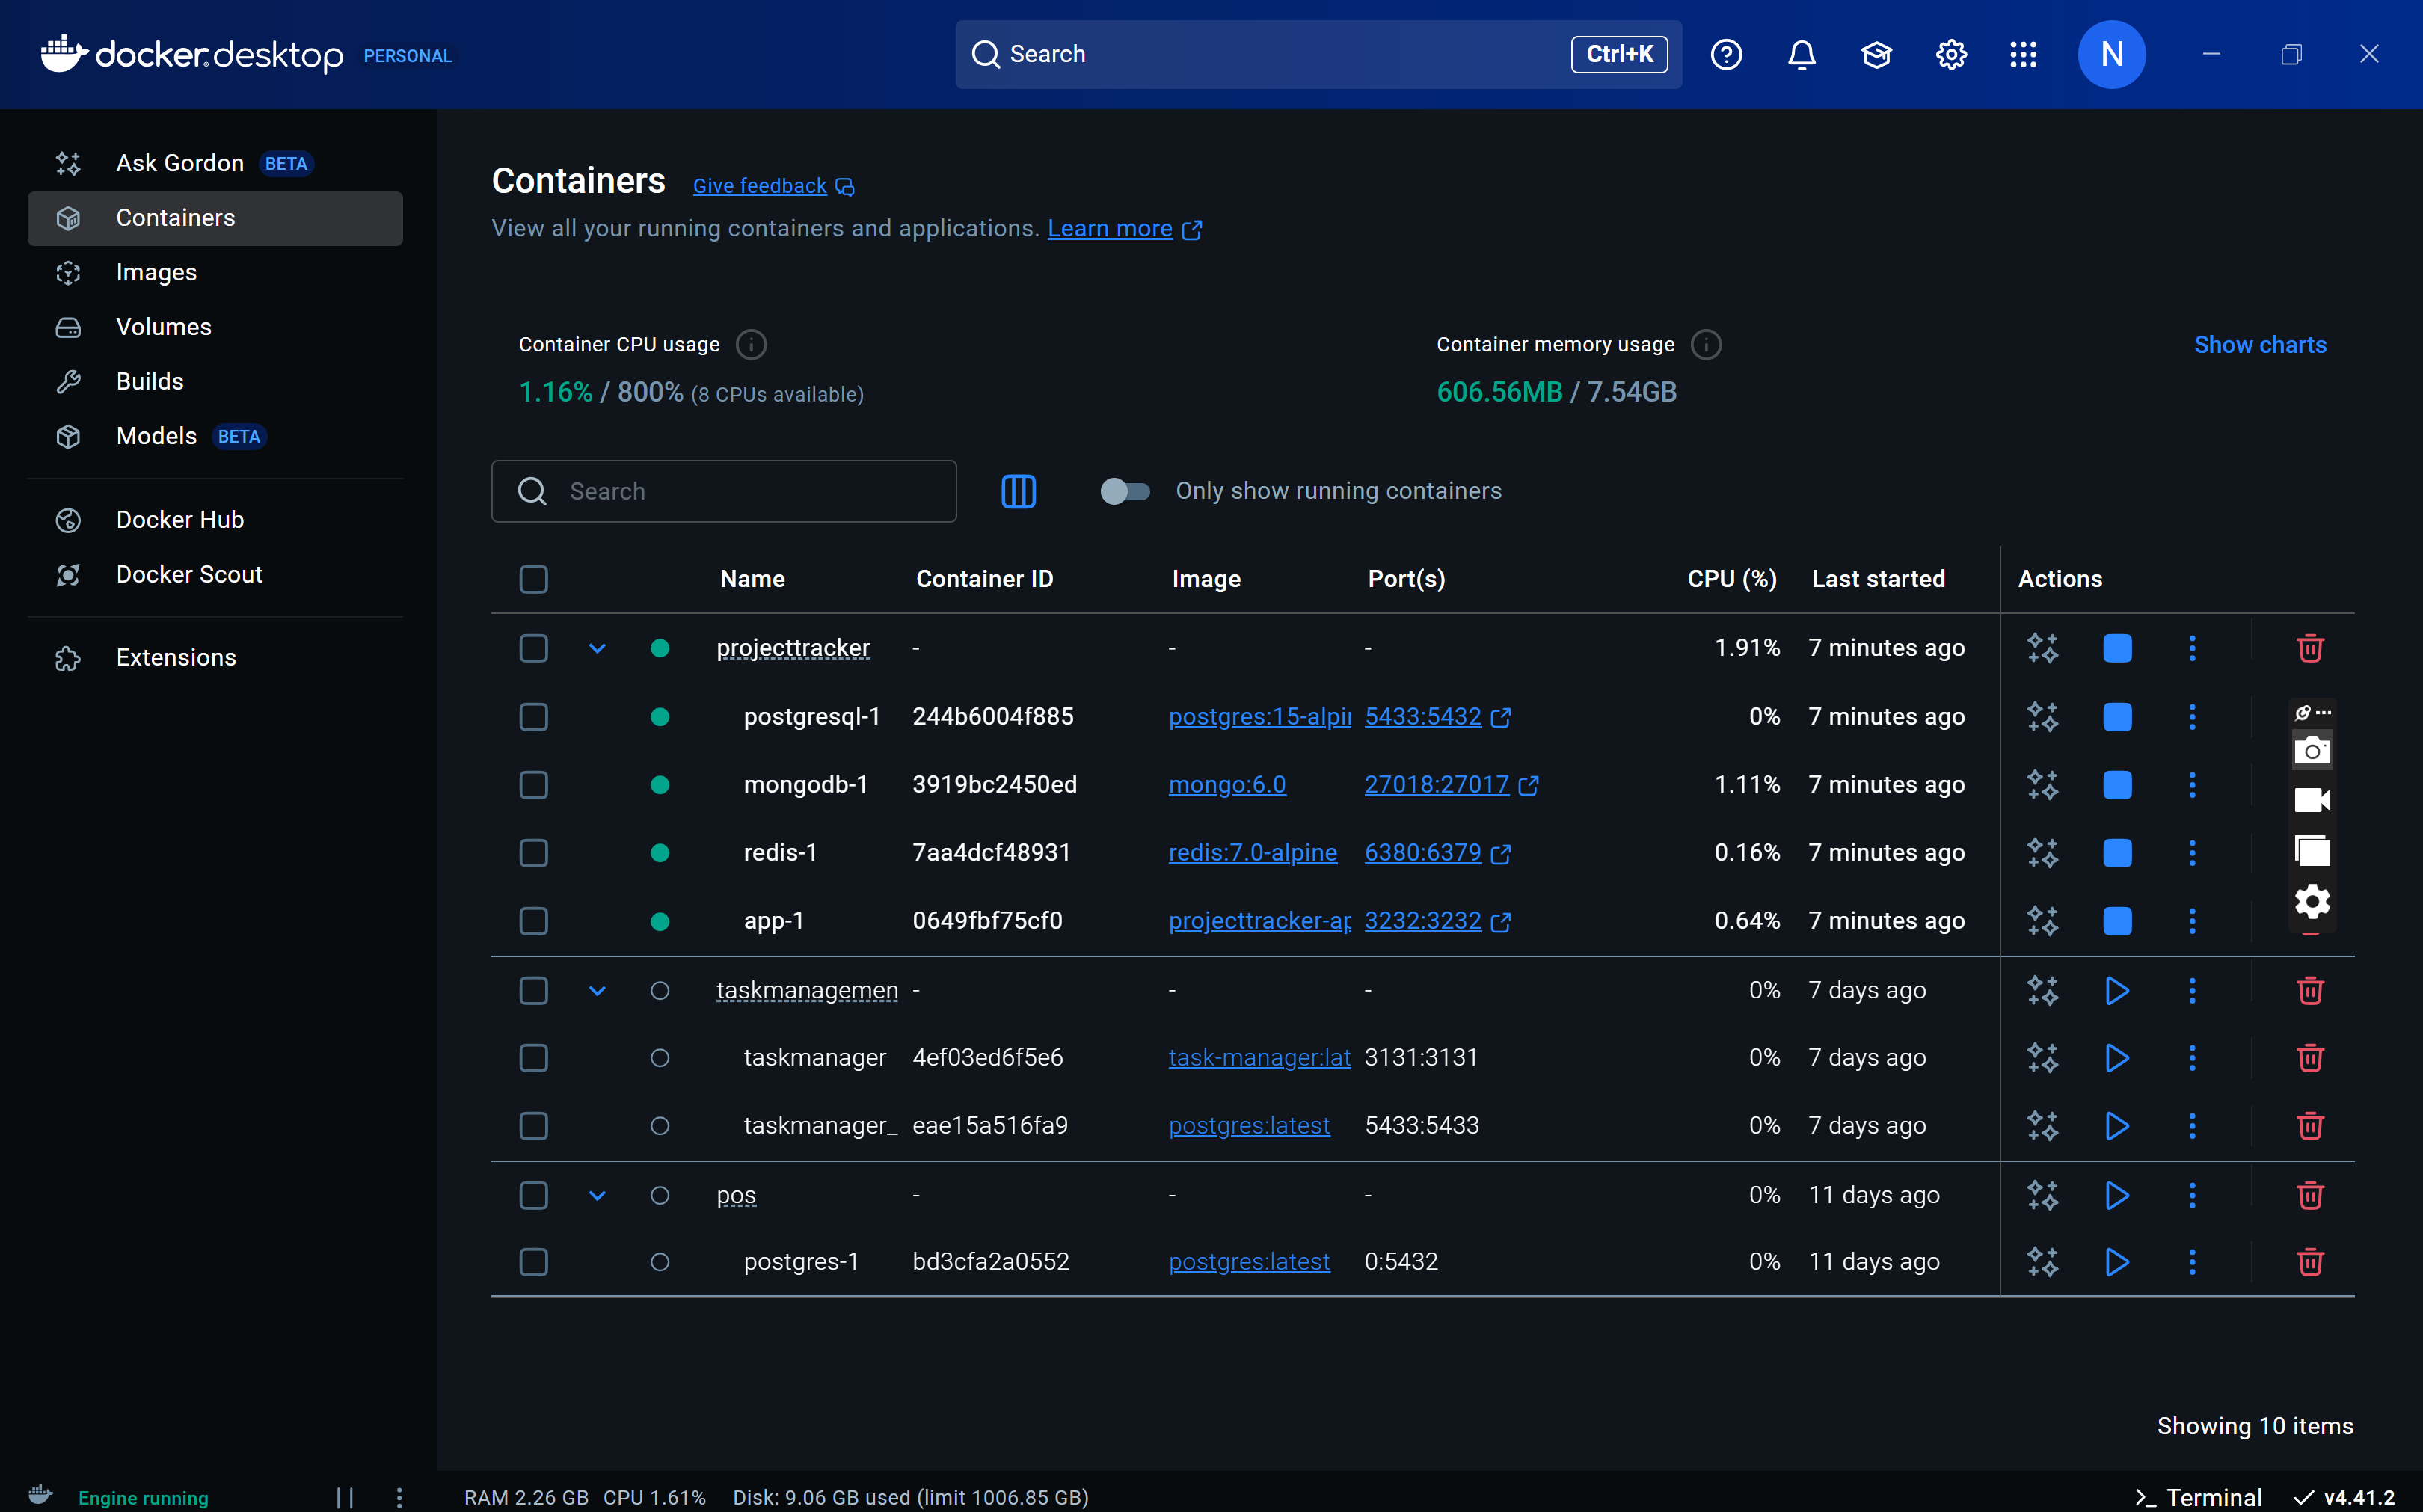 docker.desktop PERSONAL
Search Ctrl+K
N
Ask Gordon BETA
Containers
Images
Volumes
Builds
Models BETA
Docker Hub
Docker Scout
Extensions
Containers Give feedback
View all your running containers and applications. Learn more
Container CPU usage
1.16% / 800% (8 CPUs available)
Container memory usage
606.56MB / 7.54GB
Show charts
Search
Only show running containers
Name Container ID Image Port(s) CPU (%) Last started Actions
projecttracker - - - 1.91% 7 minutes ago
postgresql-1 244b6004f885 postgres:15-alpi 5433:5432 0% 7 minutes ago
mongodb-1 3919bc2450ed mongo:6.0 27018:27017 1.11% 7 minutes ago
redis-1 7aa4dcf48931 redis:7.0-alpine 6380:6379 0.16% 7 minutes ago
app-1 0649fbf75cf0 projecttracker-ap 3232:3232 0.64% 7 minutes ago
taskmanagemen - - - 0% 7 days ago
taskmanager 4ef03ed6f5e6 task-manager:lat 3131:3131 0% 7 days ago
taskmanager_ eae15a516fa9 postgres:latest 5433:5433 0% 7 days ago
pos - - - 0% 11 days ago
postgres-1 bd3cfa2a0552 postgres:latest 0:5432 0% 11 days ago
Showing 10 items
Engine running
RAM 2.26 GB CPU 1.61% Disk: 9.06 GB used (limit 1006.85 GB)
Terminal v4.41.2